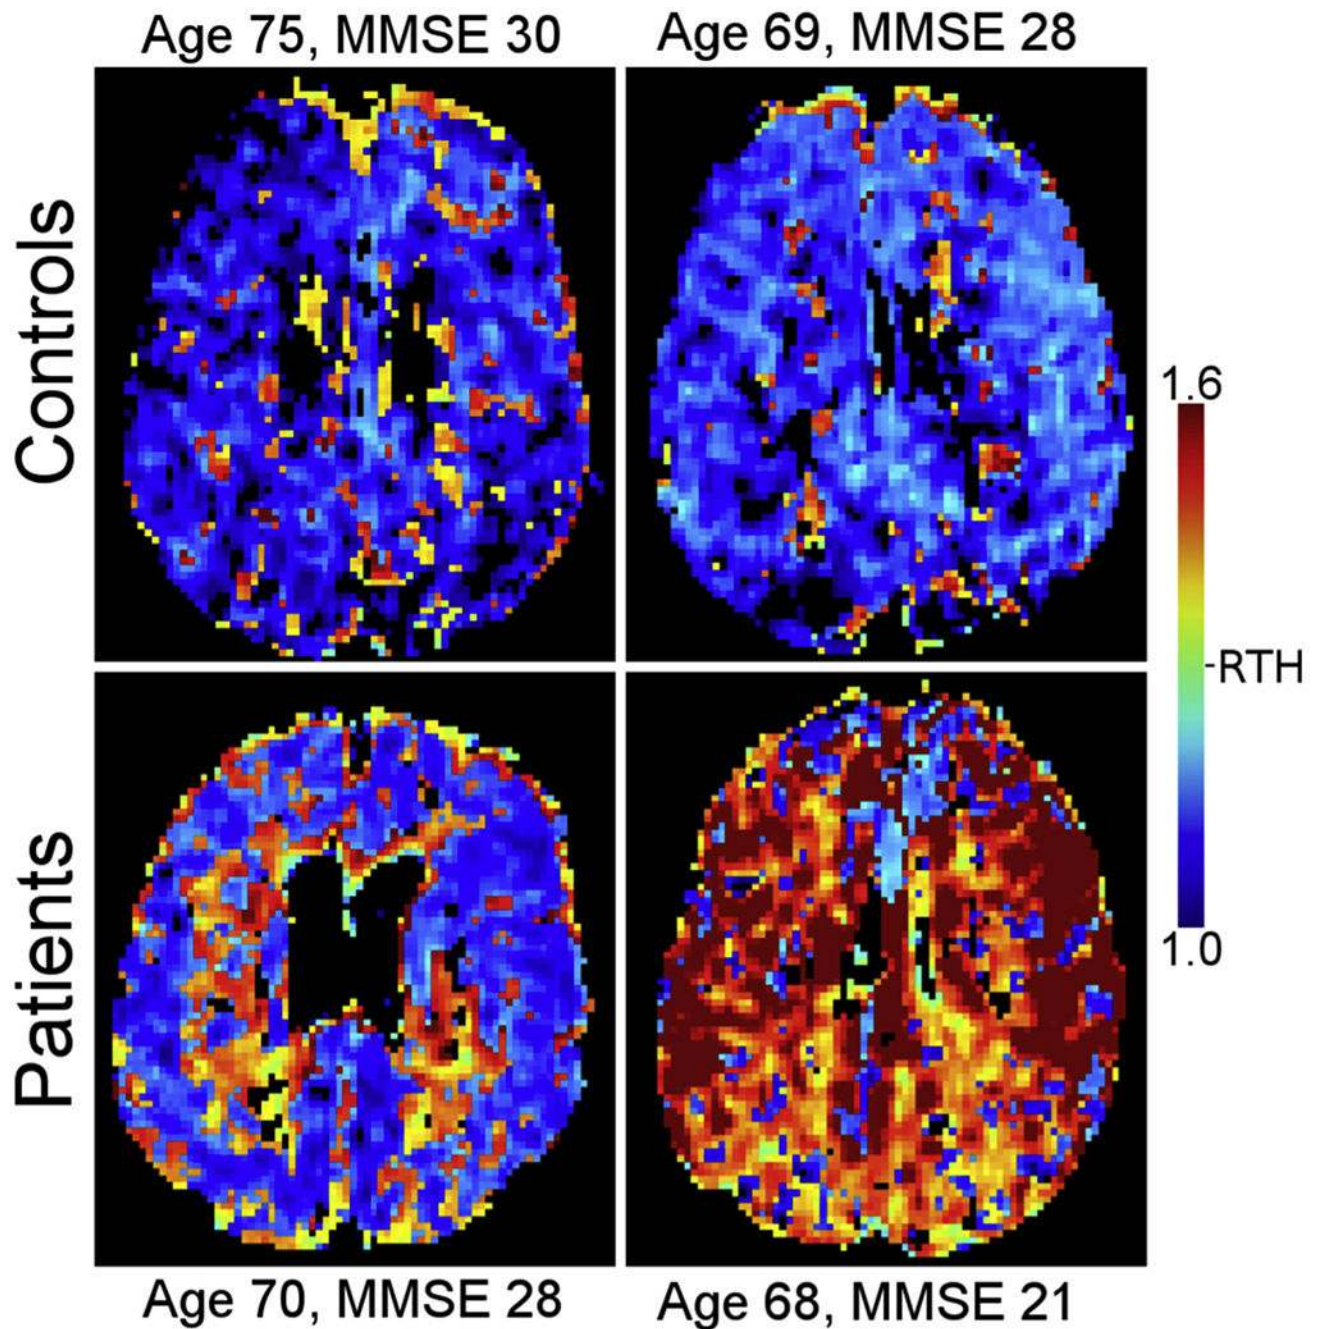 Age 75, MMSE 30
Age 69, MMSE 28
Controls
1.6
-RTH
1.0
Patients
Age 70, MMSE 28
Age 68, MMSE 21